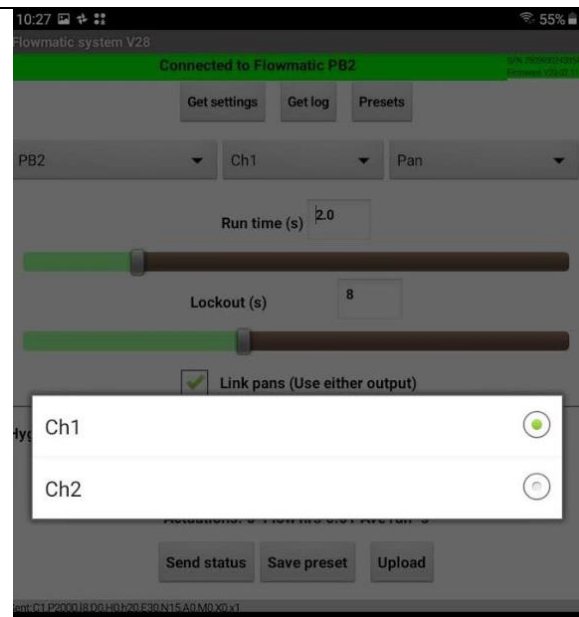 10:27 55%
Flowmatic system V28
Connected to Flowmatic PB2
Get settings Get log Presets
PB2 Ch1 Pan
Run time (s) 2.0
Lockout (s) 8
Link pans (Use either output)
Ch1
Ch2
Send status Save preset Upload